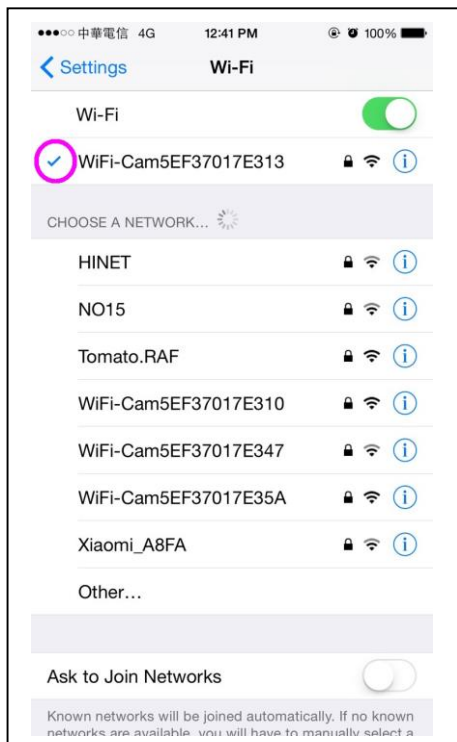 中華電信 4G 12:41 PM 100%
Settings Wi-Fi
Wi-Fi
WiFi-Cam5EF37017E313
CHOOSE A NETWORK...
HINET
NO15
Tomato.RAF
WiFi-Cam5EF37017E310
WiFi-Cam5EF37017E347
WiFi-Cam5EF37017E35A
Xiaomi_A8FA
Other...
Ask to Join Networks
Known networks will be joined automatically. If no known
networks are available, you will have to manually select a